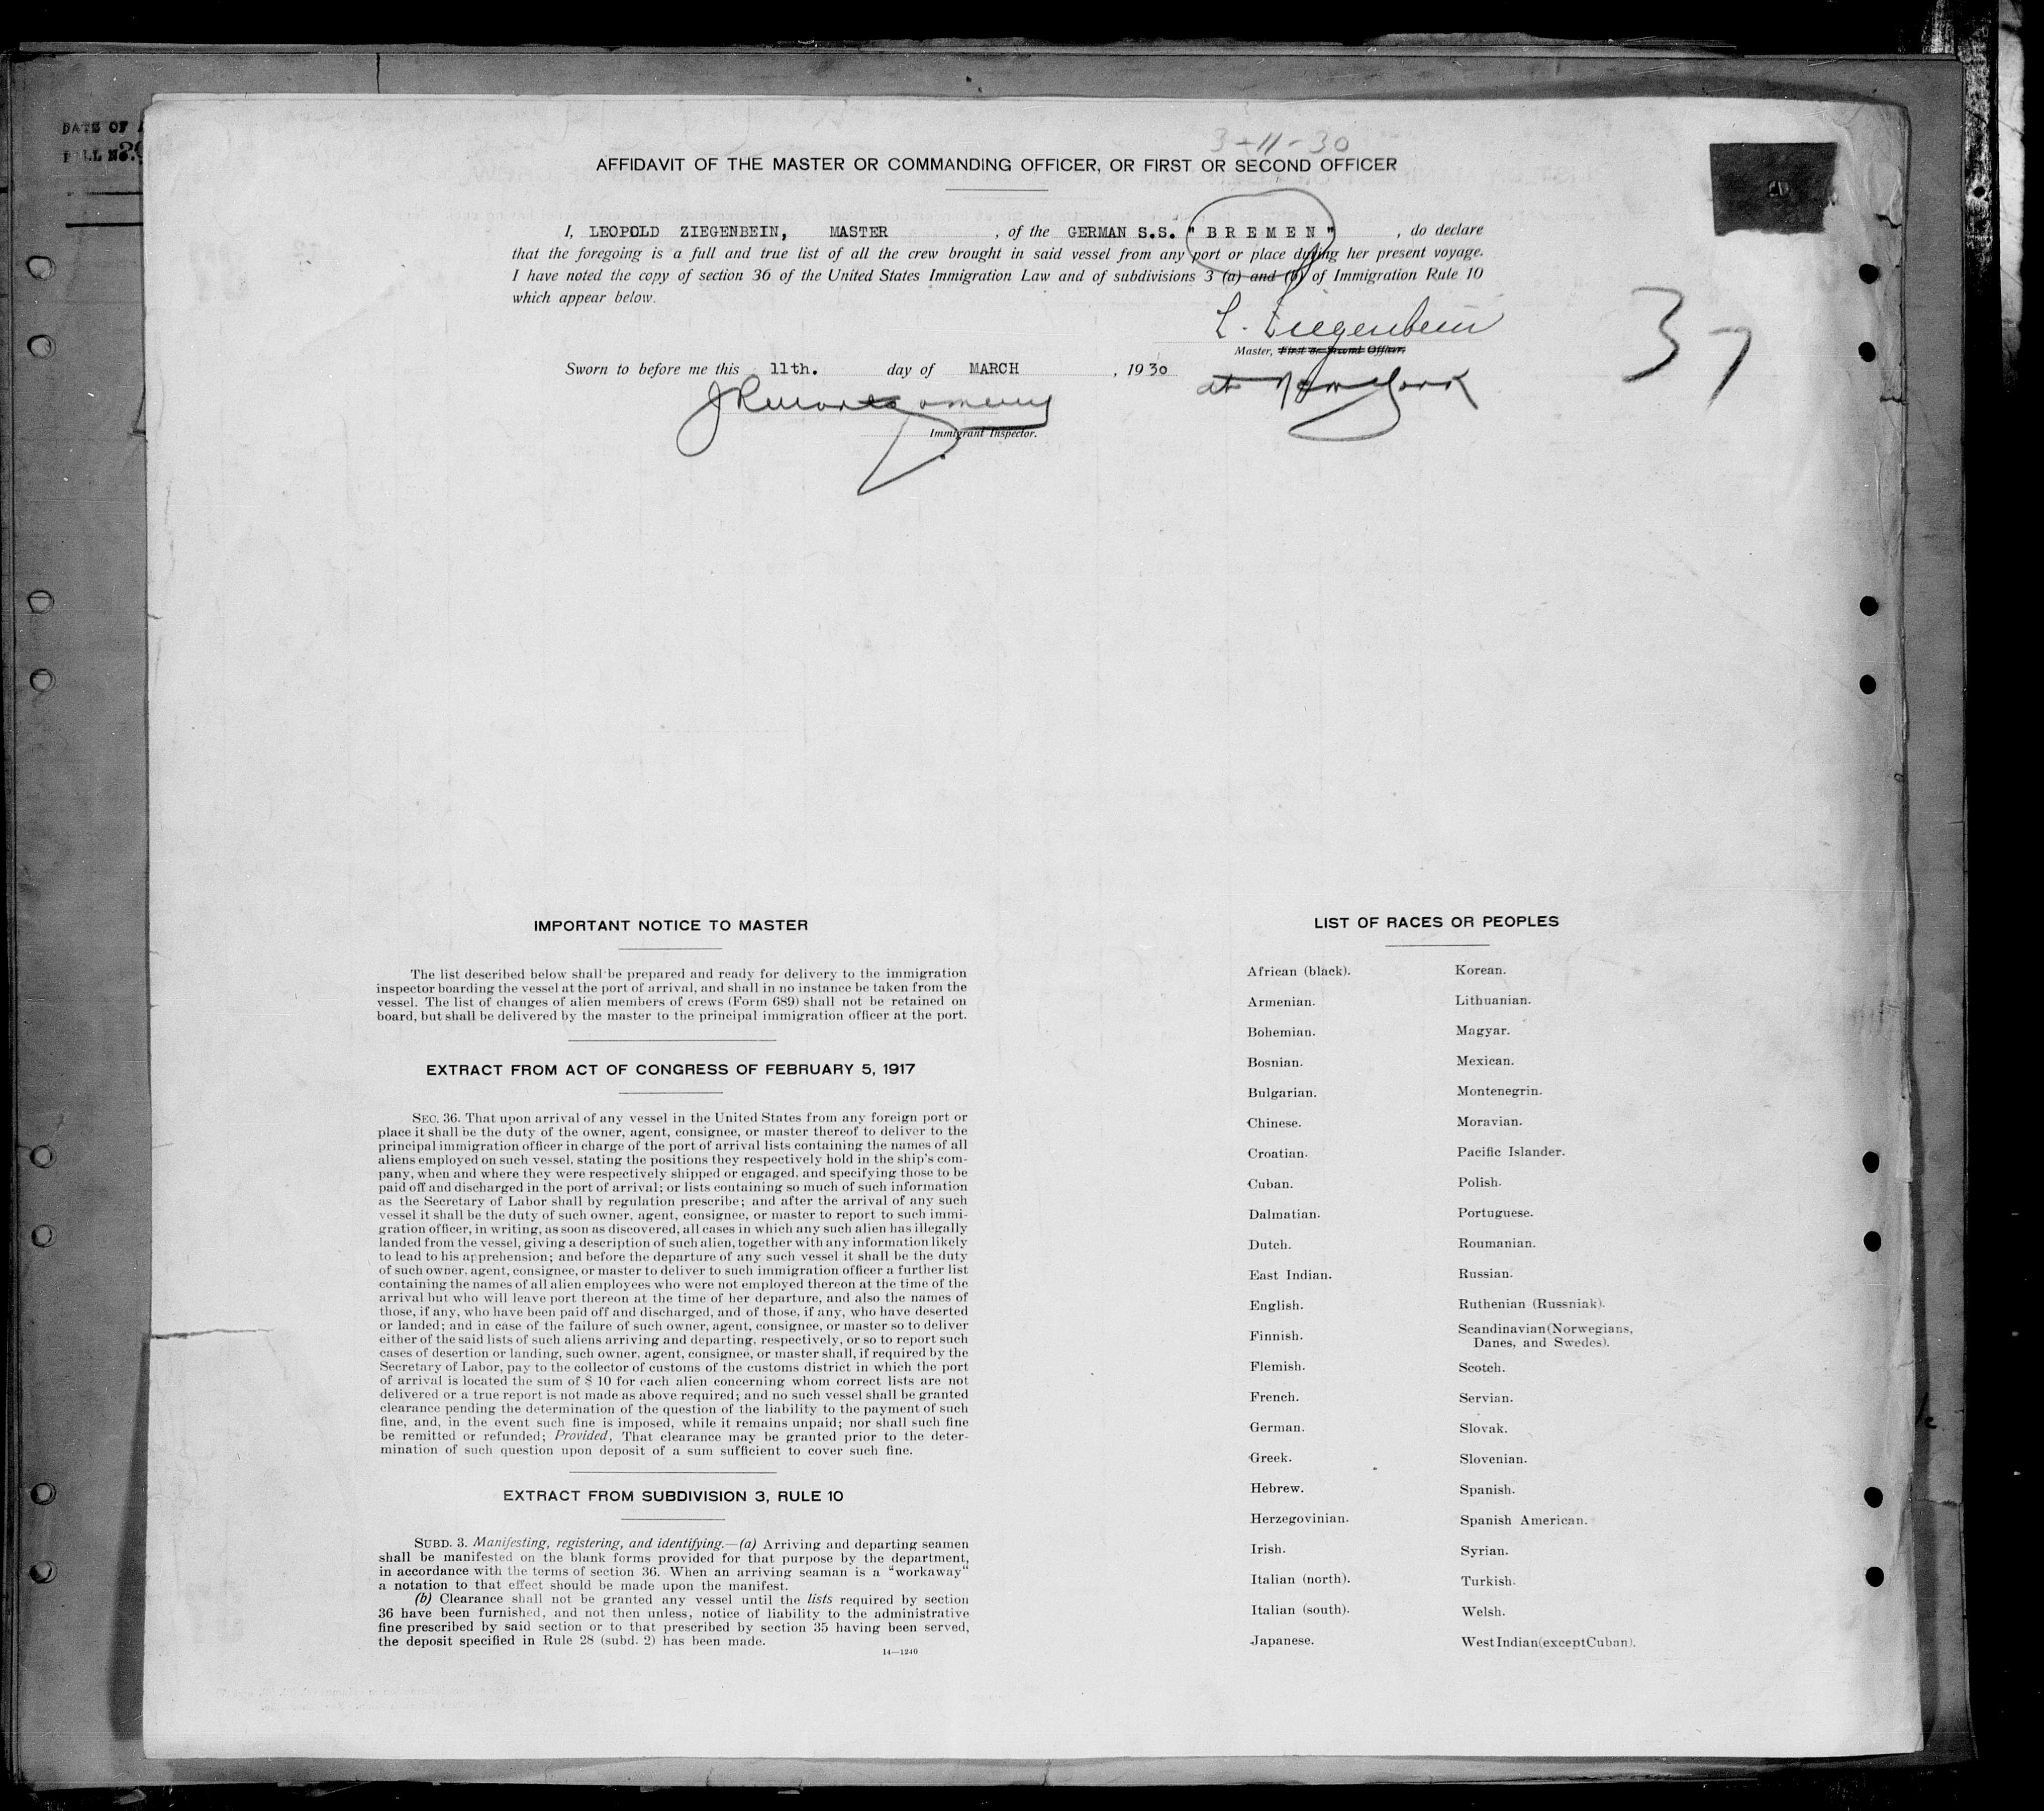 DATE OF
3-11-30
AFFIDAVIT OF THE MASTER OR COMMANDING OFFICER, OR FIRST OR SECOND OFFICER
I, LEOPOLD ZIEGENBEIN, MASTER , of the GERMAN S.S. "BREMEN" , do declare
that the foregoing is a full and true list of all the crew brought in said vessel from any port or place during her present voyage.
I have noted the copy of section 36 of the United States Immigration Law and of subdivisions 3 (a) and (b) of Immigration Rule 10
which appear below.
L. Ziegenbein
Master, First or Second Officer.
37
Sworn to before me this 11th. day of MARCH , 1930
at New York
Immigrant Inspector.
IMPORTANT NOTICE TO MASTER
The list described below shall be prepared and ready for delivery to the immigration
inspector boarding the vessel at the port of arrival, and shall in no instance be taken from the
vessel. The list of changes of alien members of crews (Form 689) shall not be retained on
board, but shall be delivered by the master to the principal immigration officer at the port.
EXTRACT FROM ACT OF CONGRESS OF FEBRUARY 5, 1917
SEC. 36. That upon arrival of any vessel in the United States from any foreign port or
place it shall be the duty of the owner, agent, consignee, or master thereof to deliver to the
principal immigration officer in charge of the port of arrival lists containing the names of all
aliens employed on such vessel, stating the positions they respectively hold in the ship's com-
pany, when and where they were respectively shipped or engaged, and specifying those to be
paid off and discharged in the port of arrival; or lists containing so much of such information
as the Secretary of Labor shall by regulation prescribe; and after the arrival of any such
vessel it shall be the duty of such owner, agent, consignee, or master to report to such immi-
gration officer, in writing, as soon as discovered, all cases in which any such alien has illegally
landed from the vessel, giving a description of such alien, together with any information likely
to lead to his apprehension; and before the departure of any such vessel it shall be the duty
of such owner, agent, consignee, or master to deliver to such immigration officer a further list
containing the names of all alien employees who were not employed thereon at the time of the
arrival but who will leave port thereon at the time of her departure, and also the names of
those, if any, who have been paid off and discharged, and of those, if any, who have deserted
or landed; and in case of the failure of such owner, agent, consignee, or master so to deliver
either of the said lists of such aliens arriving and departing, respectively, or so to report such
cases of desertion or landing, such owner, agent, consignee, or master shall, if required by the
Secretary of Labor, pay to the collector of customs of the customs district in which the port
of arrival is located the sum of $ 10 for each alien concerning whom correct lists are not
delivered or a true report is not made as above required; and no such vessel shall be granted
clearance pending the determination of the question of the liability to the payment of such
fine, and, in the event such fine is imposed, while it remains unpaid; nor shall such fine
be remitted or refunded; Provided, That clearance may be granted prior to the deter-
mination of such question upon deposit of a sum sufficient to cover such fine.
EXTRACT FROM SUBDIVISION 3, RULE 10
SUBD. 3. Manifesting, registering, and identifying.—(a) Arriving and departing seamen
shall be manifested on the blank forms provided for that purpose by the department,
in accordance with the terms of section 36. When an arriving seaman is a "workaway"
a notation to that effect should be made upon the manifest.
(b) Clearance shall not be granted any vessel until the lists required by section
36 have been furnished, and not then unless, notice of liability to the administrative
fine prescribed by said section or to that prescribed by section 35 having been served,
the deposit specified in Rule 28 (subd. 2) has been made.
14—1240
LIST OF RACES OR PEOPLES
African (black).
Armenian.
Bohemian.
Bosnian.
Bulgarian.
Chinese.
Croatian.
Cuban.
Dalmatian.
Dutch.
East Indian.
English.
Finnish.
Flemish.
French.
German.
Greek.
Hebrew.
Herzegovinian.
Irish.
Italian (north).
Italian (south).
Japanese.
Korean.
Lithuanian.
Magyar.
Mexican.
Montenegrin.
Moravian.
Pacific Islander.
Polish.
Portuguese.
Roumanian.
Russian.
Ruthenian (Russniak).
Scandinavian (Norwegians,
Danes, and Swedes).
Scotch.
Servian.
Slovak.
Slovenian.
Spanish.
Spanish American.
Syrian.
Turkish.
Welsh.
West Indian (except Cuban).